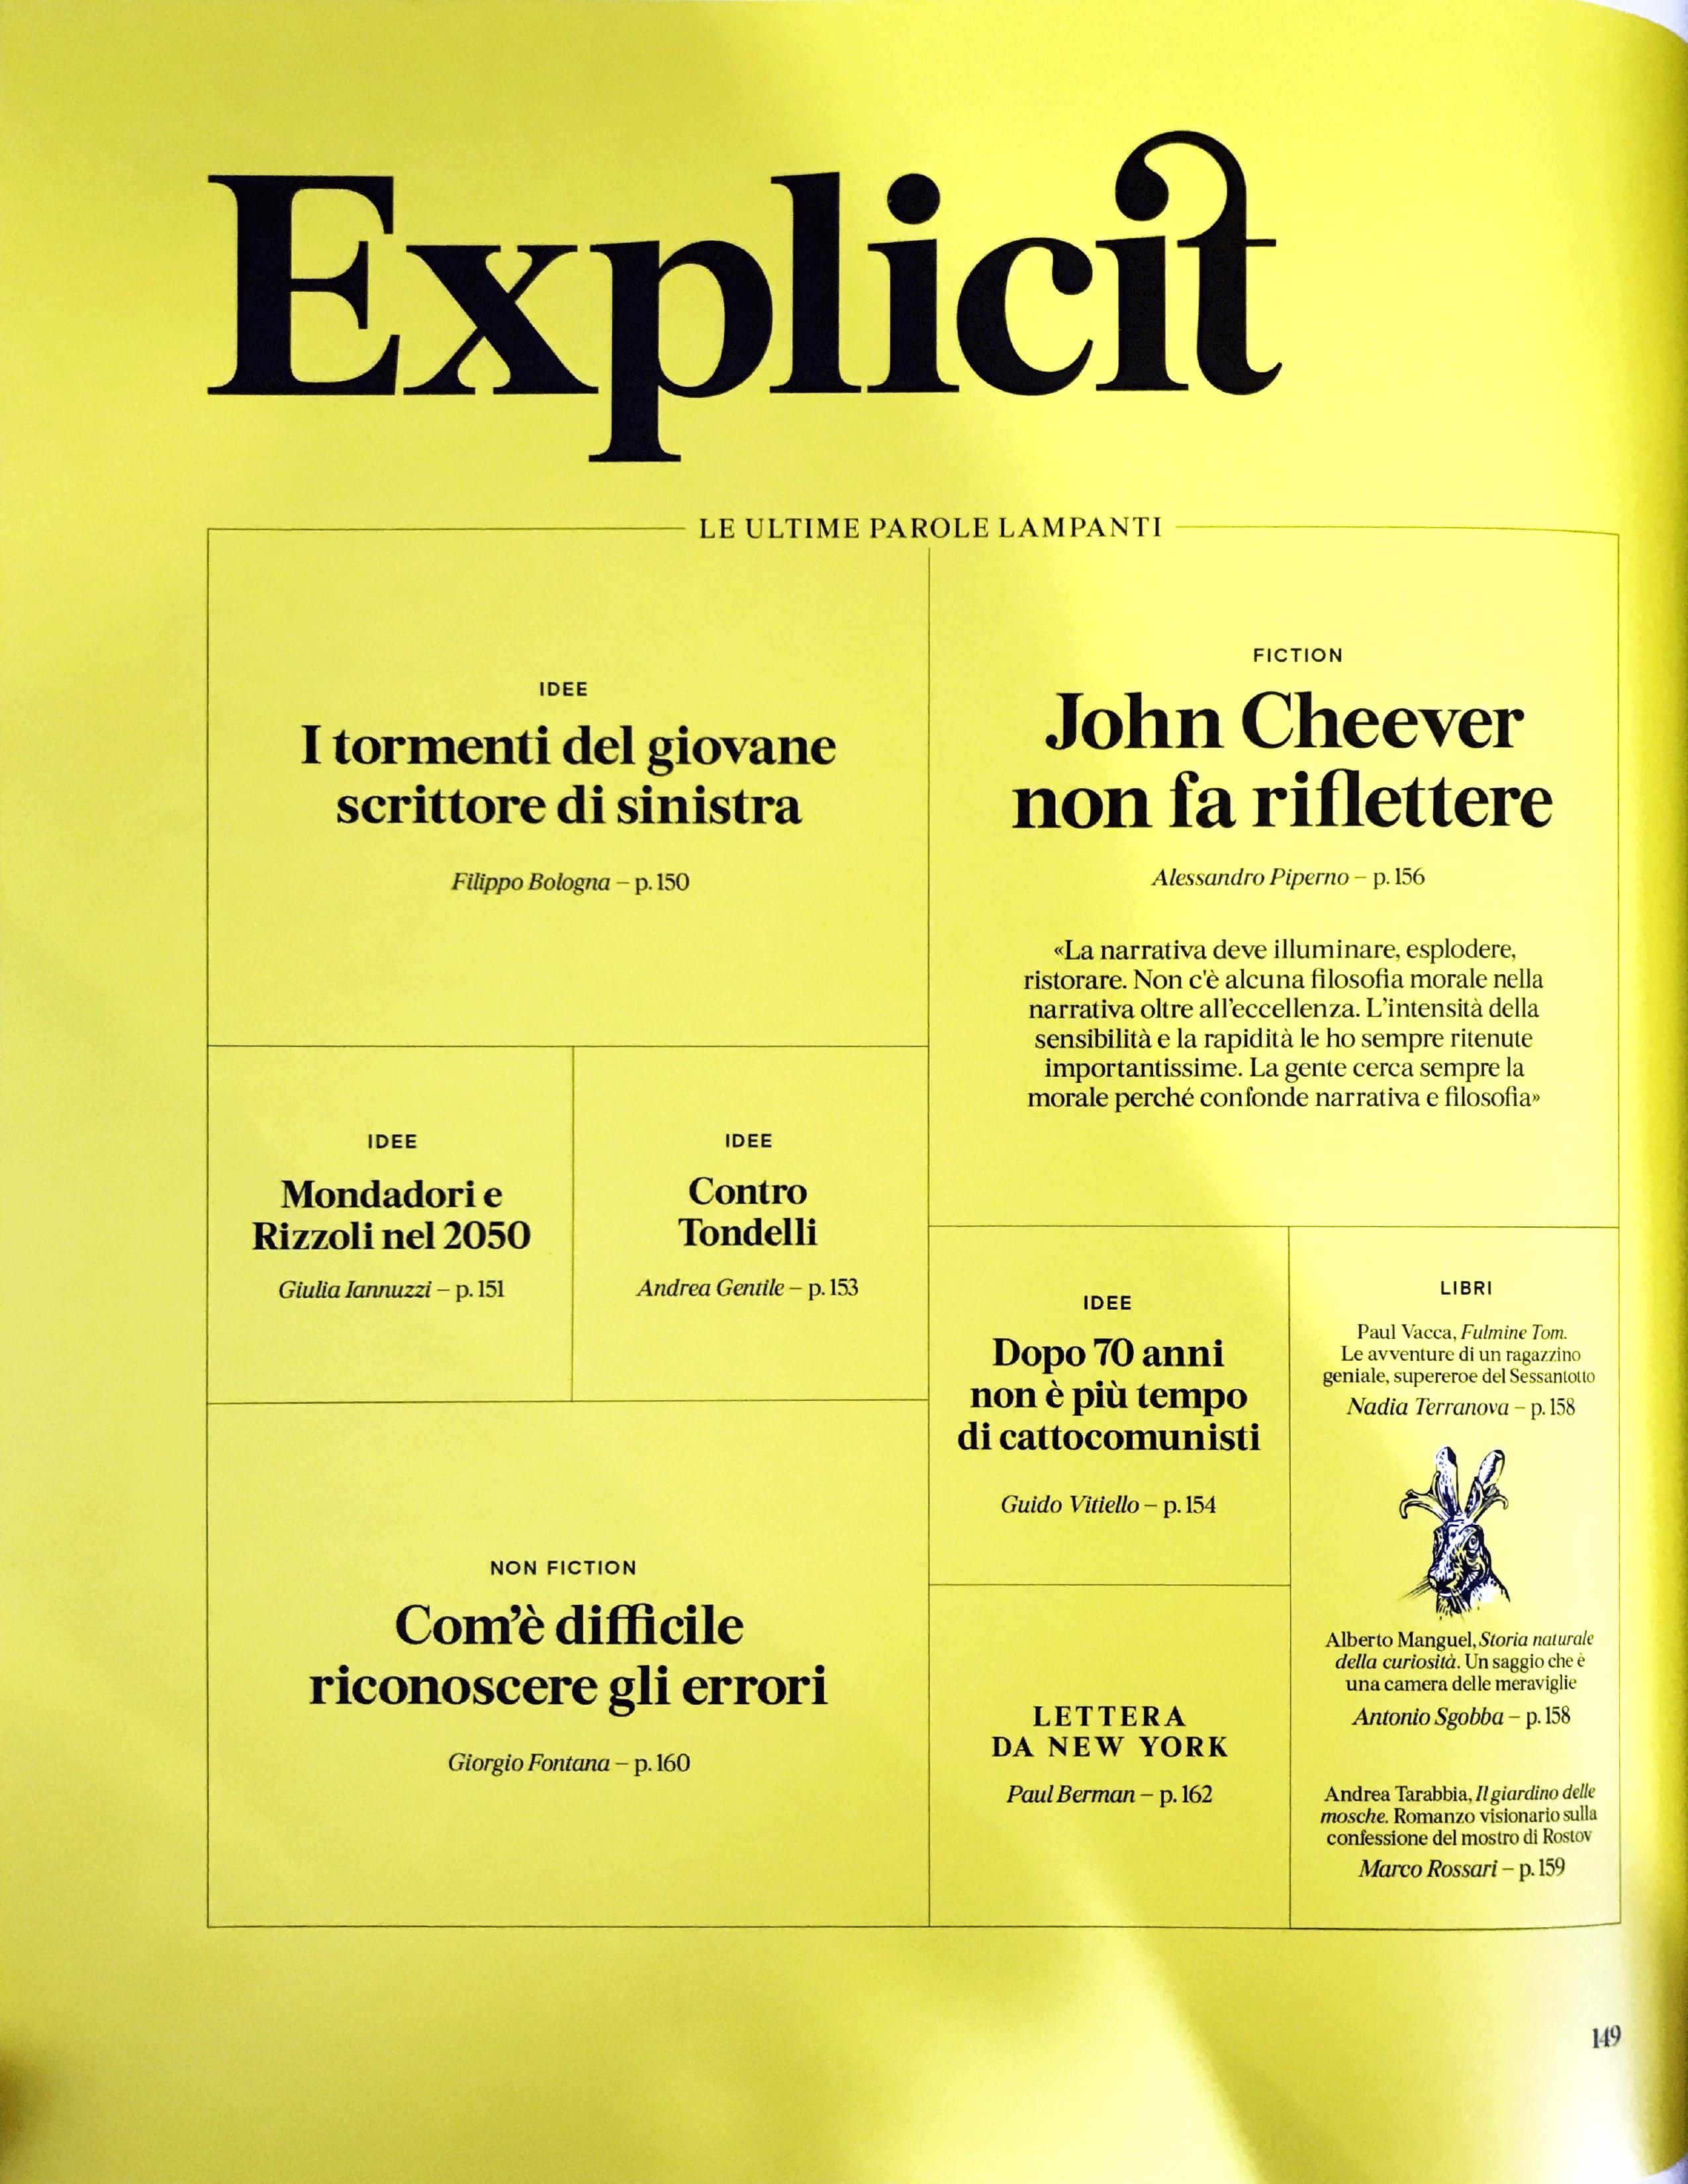 Explicit
LE ULTIME PAROLE LAMPANTI
IDEE
I tormenti del giovane
scrittore di sinistra
Filippo Bologna – p. 150
FICTION
John Cheever
non fa riflettere
Alessandro Piperno – p. 156
«La narrativa deve illuminare, esplodere,
ristorare. Non c'è alcuna filosofia morale nella
narrativa oltre all'eccellenza. L'intensità della
sensibilità e la rapidità le ho sempre ritenute
importantissime. La gente cerca sempre la
morale perché confonde narrativa e filosofia»
IDEE
Mondadori e
Rizzoli nel 2050
Giulia Iannuzzi – p. 151
IDEE
Contro
Tondelli
Andrea Gentile – p. 153
IDEE
Dopo 70 anni
non è più tempo
di cattocomunisti
Guido Vitiello – p. 154
LIBRI
Paul Vacca, Fulmine Tom.
Le avventure di un ragazzino
geniale, supereroe del Sessantotto
Nadia Terranova – p. 158
Alberto Manguel, Storia naturale
della curiosità. Un saggio che è
una camera delle meraviglie
Antonio Sgobba – p. 158
Andrea Tarabbia, Il giardino delle
mosche. Romanzo visionario sulla
confessione del mostro di Rostov
Marco Rossari – p. 159
NON FICTION
Com'è difficile
riconoscere gli errori
Giorgio Fontana – p. 160
LETTERA
DA NEW YORK
Paul Berman – p. 162
149